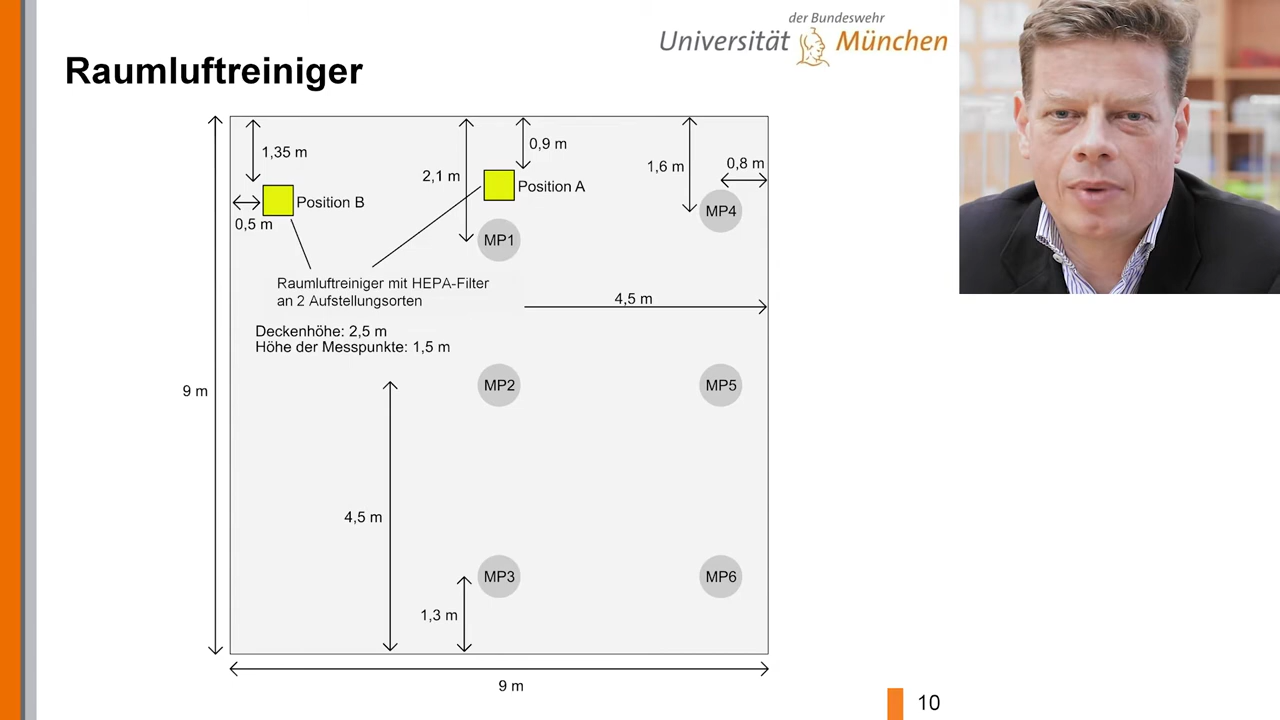 der Bundeswehr
Universität München
Raumluftreiniger
0,9 m
1,35 m
1,6 m
0,8 m
2,1 m
Position A
Position B
MP4
0,5 m
MP1
Raumluftreiniger mit HEPA-Filter
an 2 Aufstellungsorten
4,5 m
Deckenhöhe: 2,5 m
Höhe der Messpunkte: 1,5 m
9 m
MP2
MP5
4,5 m
MP3
MP6
1,3 m
9 m
10